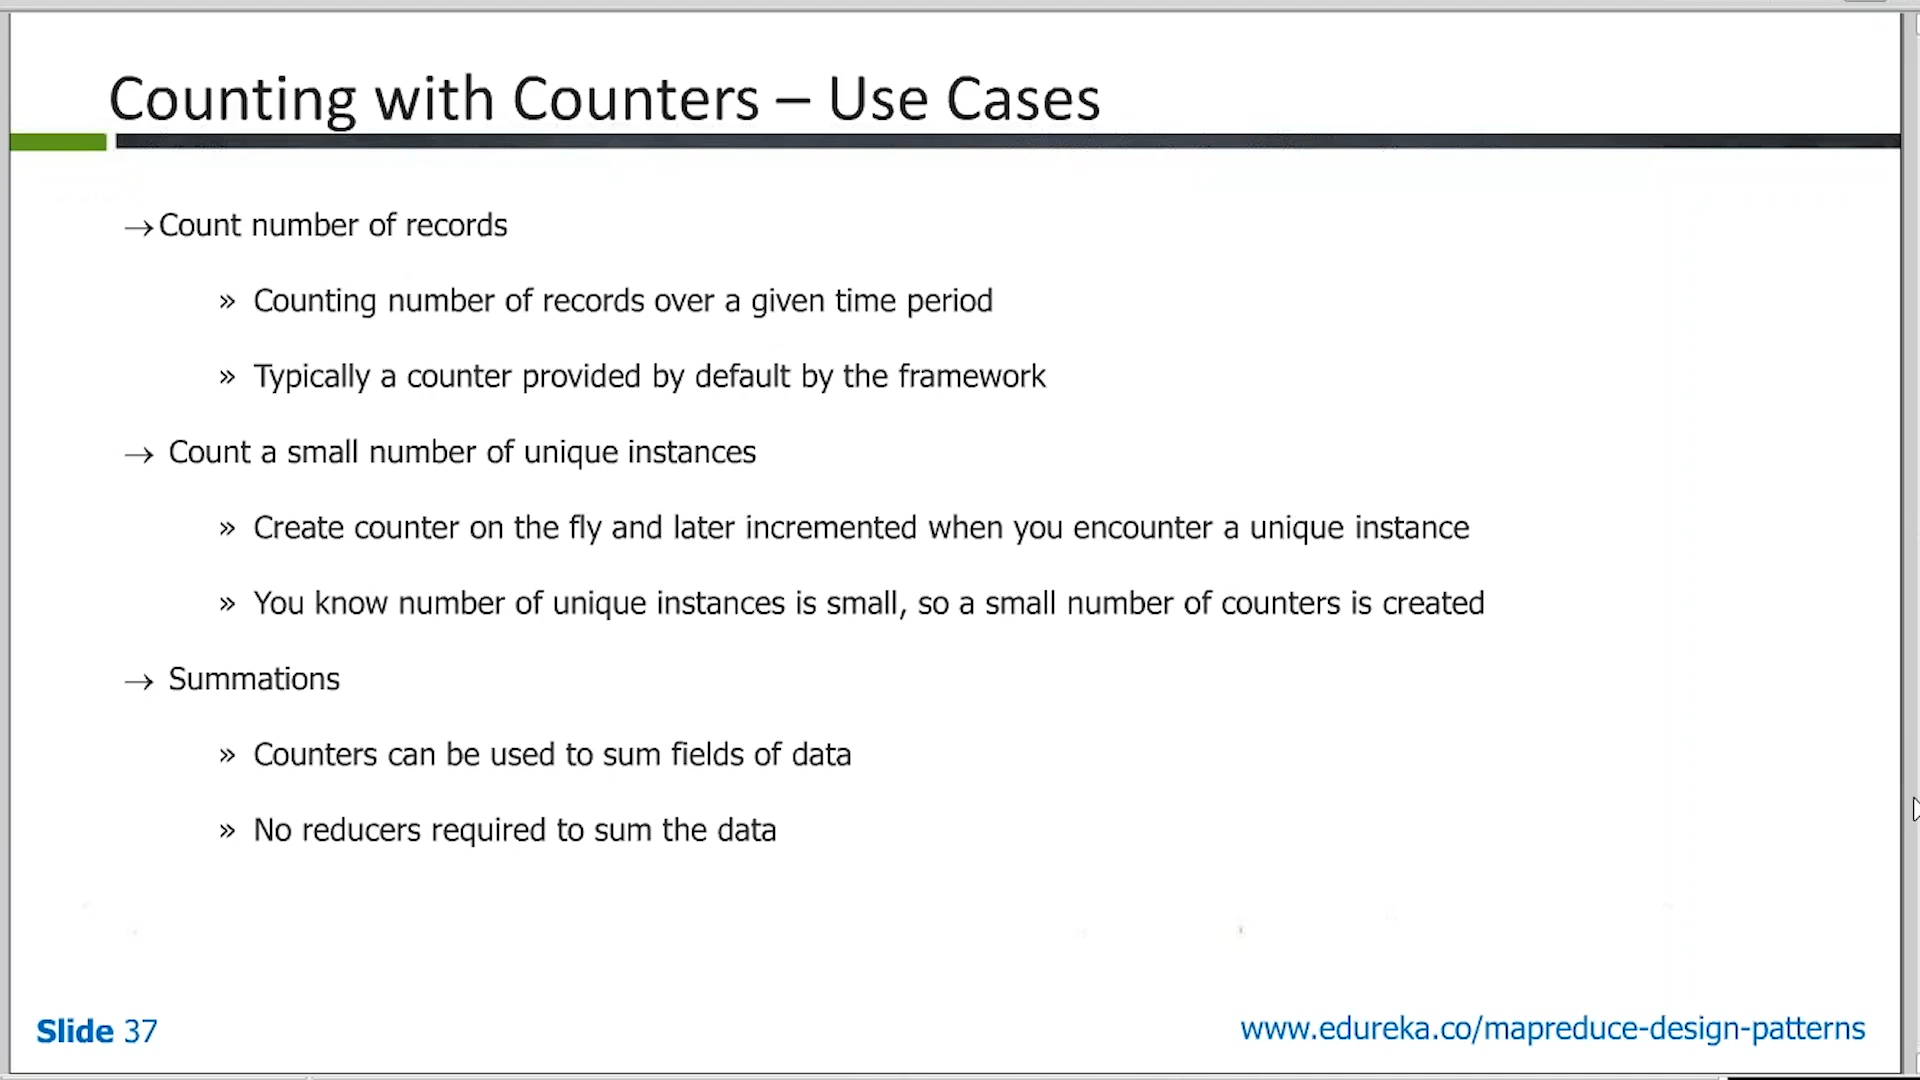 Counting with Counters – Use Cases
→Count number of records
» Counting number of records over a given time period
» Typically a counter provided by default by the framework
→ Count a small number of unique instances
» Create counter on the fly and later incremented when you encounter a unique instance
» You know number of unique instances is small, so a small number of counters is created
→ Summations
» Counters can be used to sum fields of data
» No reducers required to sum the data
Slide 37
www.edureka.co/mapreduce-design-patterns